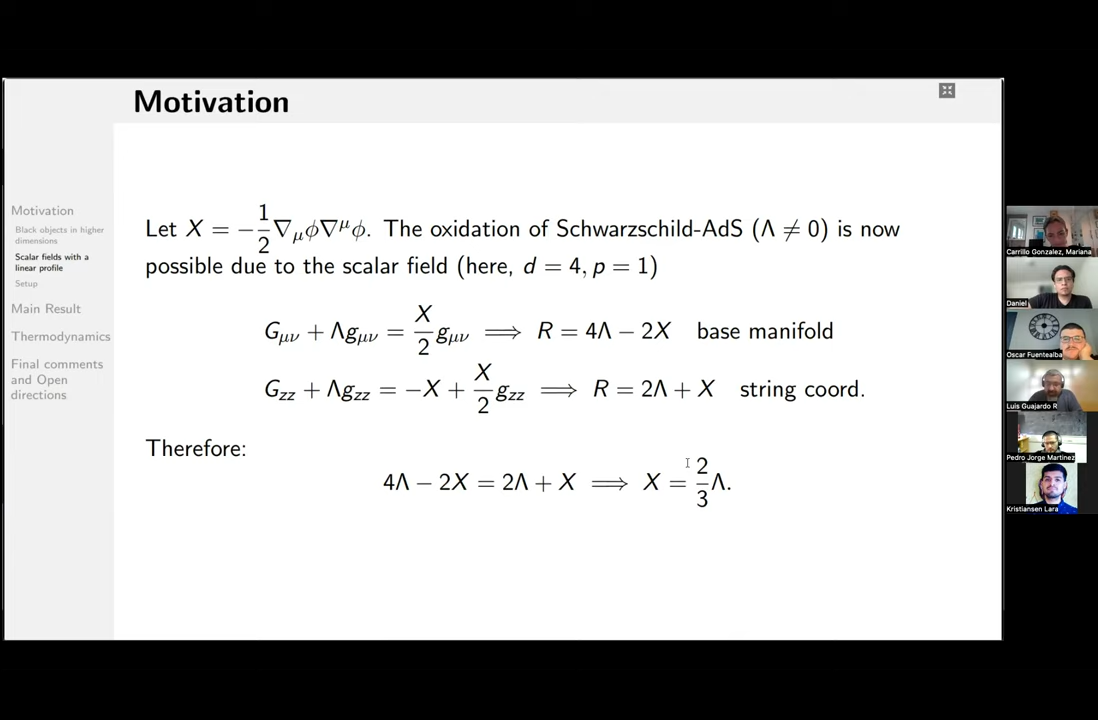 Motivation
Motivation
Black objects in higher
dimensions
Scalar fields with a
linear profile
Setup
Main Result
Thermodynamics
Final comments
and Open
directions
Let X = −1/2 ∇_μϕ∇^μϕ. The oxidation of Schwarzschild-AdS (Λ ≠ 0) is now
possible due to the scalar field (here, d = 4, p = 1)
G_μν + Λg_μν = X/2 g_μν ⟹ R = 4Λ − 2X base manifold
G_zz + Λg_zz = −X + X/2 g_zz ⟹ R = 2Λ + X string coord.
Therefore:
4Λ − 2X = 2Λ + X ⟹ X = 2/3 Λ.
Carrillo Gonzalez, Mariana
Daniel
Oscar Fuentealba
Luis Guajardo R
Pedro Jorge Martinez
Kristiansen Lara